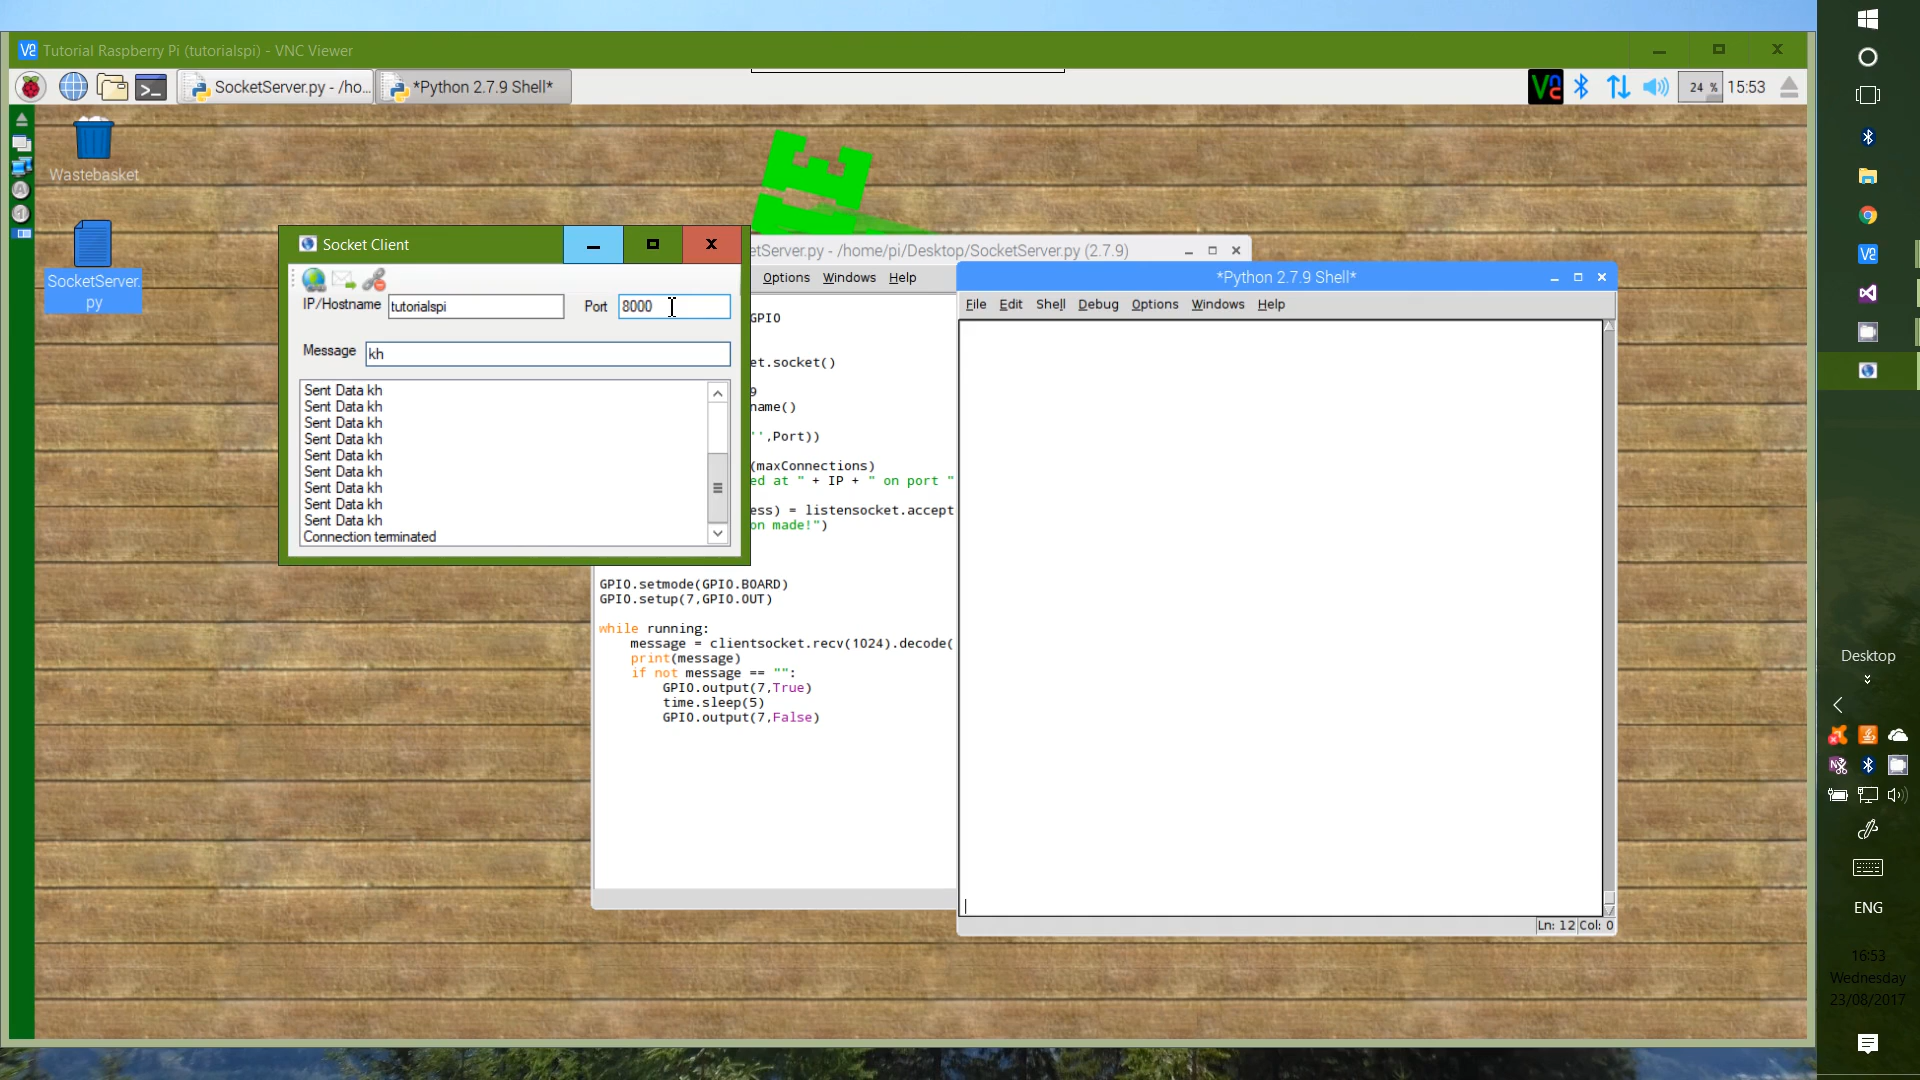 Tutorial Raspberry Pi (tutorialspi) - VNC Viewer
SocketServer.py - /ho...
*Python 2.7.9 Shell*
24 %
15:53
Wastebasket
SocketServer.
py
Socket Client
IP/Hostname
tutorialspi
Port
8000
Message
kh
Sent Data kh
Sent Data kh
Sent Data kh
Sent Data kh
Sent Data kh
Sent Data kh
Sent Data kh
Sent Data kh
Sent Data kh
Connection terminated
etServer.py - /home/pi/Desktop/SocketServer.py (2.7.9)
Options Windows Help
GPIO
et.socket()
9
name()
'',Port))
(maxConnections)
ed at " + IP + " on port "
ess) = listensocket.accept
on made!")
GPIO.setmode(GPIO.BOARD)
GPIO.setup(7,GPIO.OUT)
while running:
message = clientsocket.recv(1024).decode(
print(message)
if not message == "":
GPIO.output(7,True)
time.sleep(5)
GPIO.output(7,False)
*Python 2.7.9 Shell*
File Edit Shell Debug Options Windows Help
Ln: 12 Col: 0
Desktop
ENG
16:53
Wednesday
23/08/2017